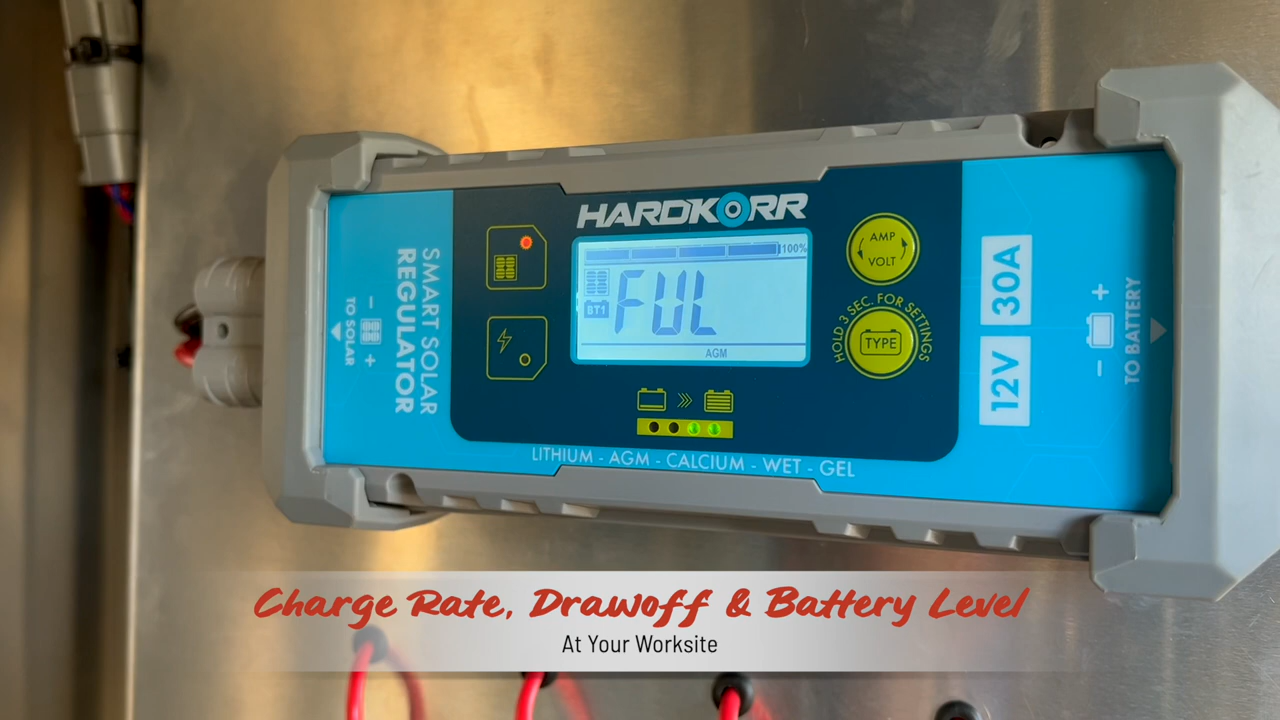 HARDKORR
SMART SOLAR
REGULATOR
TO SOLAR
- +
100%
BT1
FUL
AGM
AMP
VOLT
HOLD 3 SEC. FOR SETTINGS
TYPE
12V 30A
- +
TO BATTERY
LITHIUM - AGM - CALCIUM - WET - GEL
Charge Rate, Drawoff & Battery Level
At Your Worksite